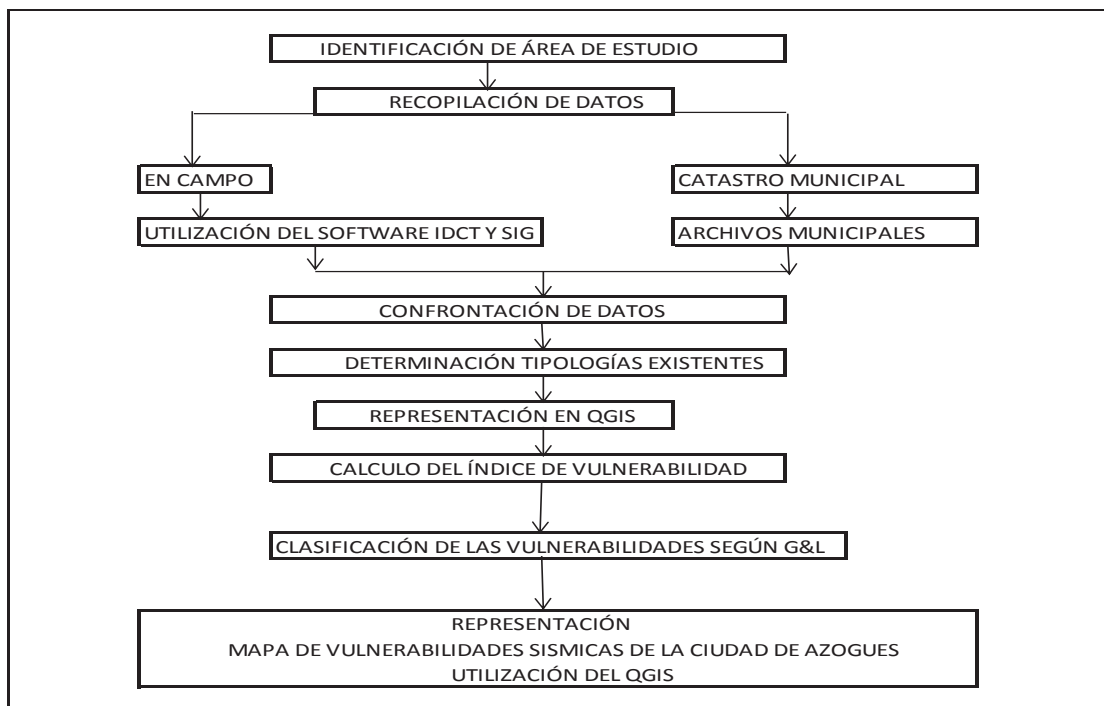 IDENTIFICACIÓN DE ÁREA DE ESTUDIO
RECOPILACIÓN DE DATOS
EN CAMPO
CATASTRO MUNICIPAL
UTILIZACIÓN DEL SOFTWARE IDCT Y SIG
ARCHIVOS MUNICIPALES
CONFRONTACIÓN DE DATOS
DETERMINACIÓN TIPOLOGÍAS EXISTENTES
REPRESENTACIÓN EN QGIS
CALCULO DEL ÍNDICE DE VULNERABILIDAD
CLASIFICACIÓN DE LAS VULNERABILIDADES SEGÚN G&L
REPRESENTACIÓN
MAPA DE VULNERABILIDADES SISMICAS DE LA CIUDAD DE AZOGUES
UTILIZACIÓN DEL QGIS